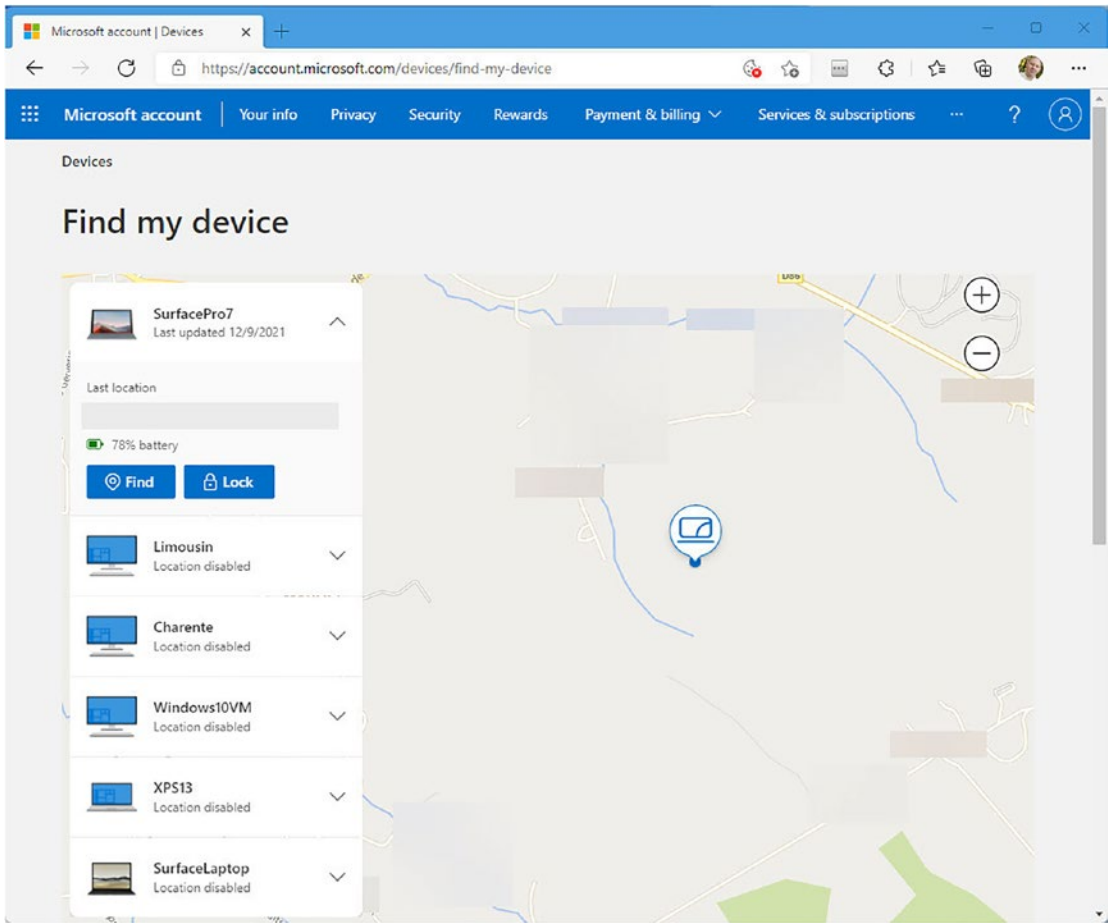 Microsoft account | Devices
https://account.microsoft.com/devices/find-my-device
Microsoft account Your info Privacy Security Rewards Payment & billing Services & subscriptions ... ?
Devices
Find my device
D86
SurfacePro7
Last updated 12/9/2021
Last location
78% battery
Find Lock
Limousin
Location disabled
Charente
Location disabled
Windows10VM
Location disabled
XPS13
Location disabled
SurfaceLaptop
Location disabled